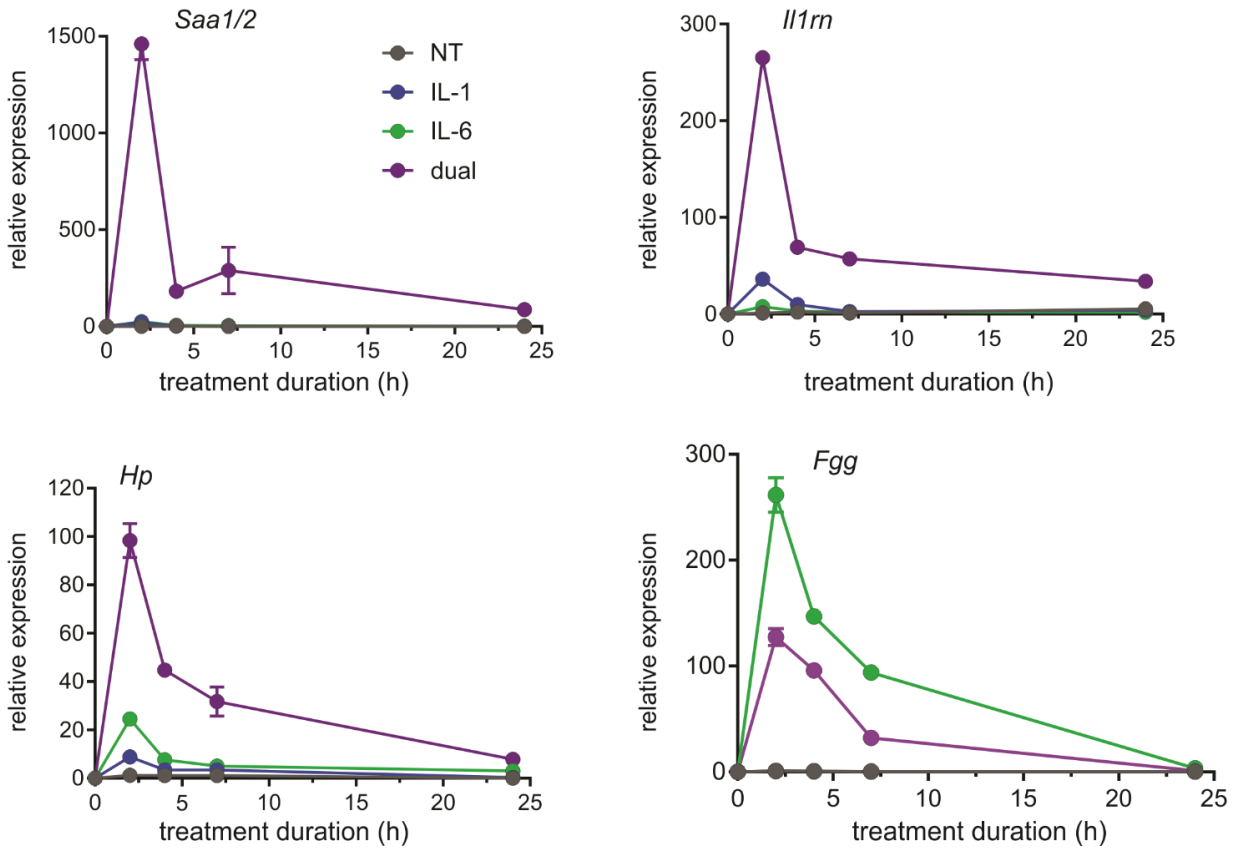 Saa1/2
relative expression
1500
1000
500
0
0 5 10 15 20 25
treatment duration (h)
NT
IL-1
IL-6
dual
Il1rn
relative expression
300
200
100
0
0 5 10 15 20 25
treatment duration (h)
Hp
relative expression
120
100
80
60
40
20
0
0 5 10 15 20 25
treatment duration (h)
Fgg
relative expression
300
200
100
0
0 5 10 15 20 25
treatment duration (h)